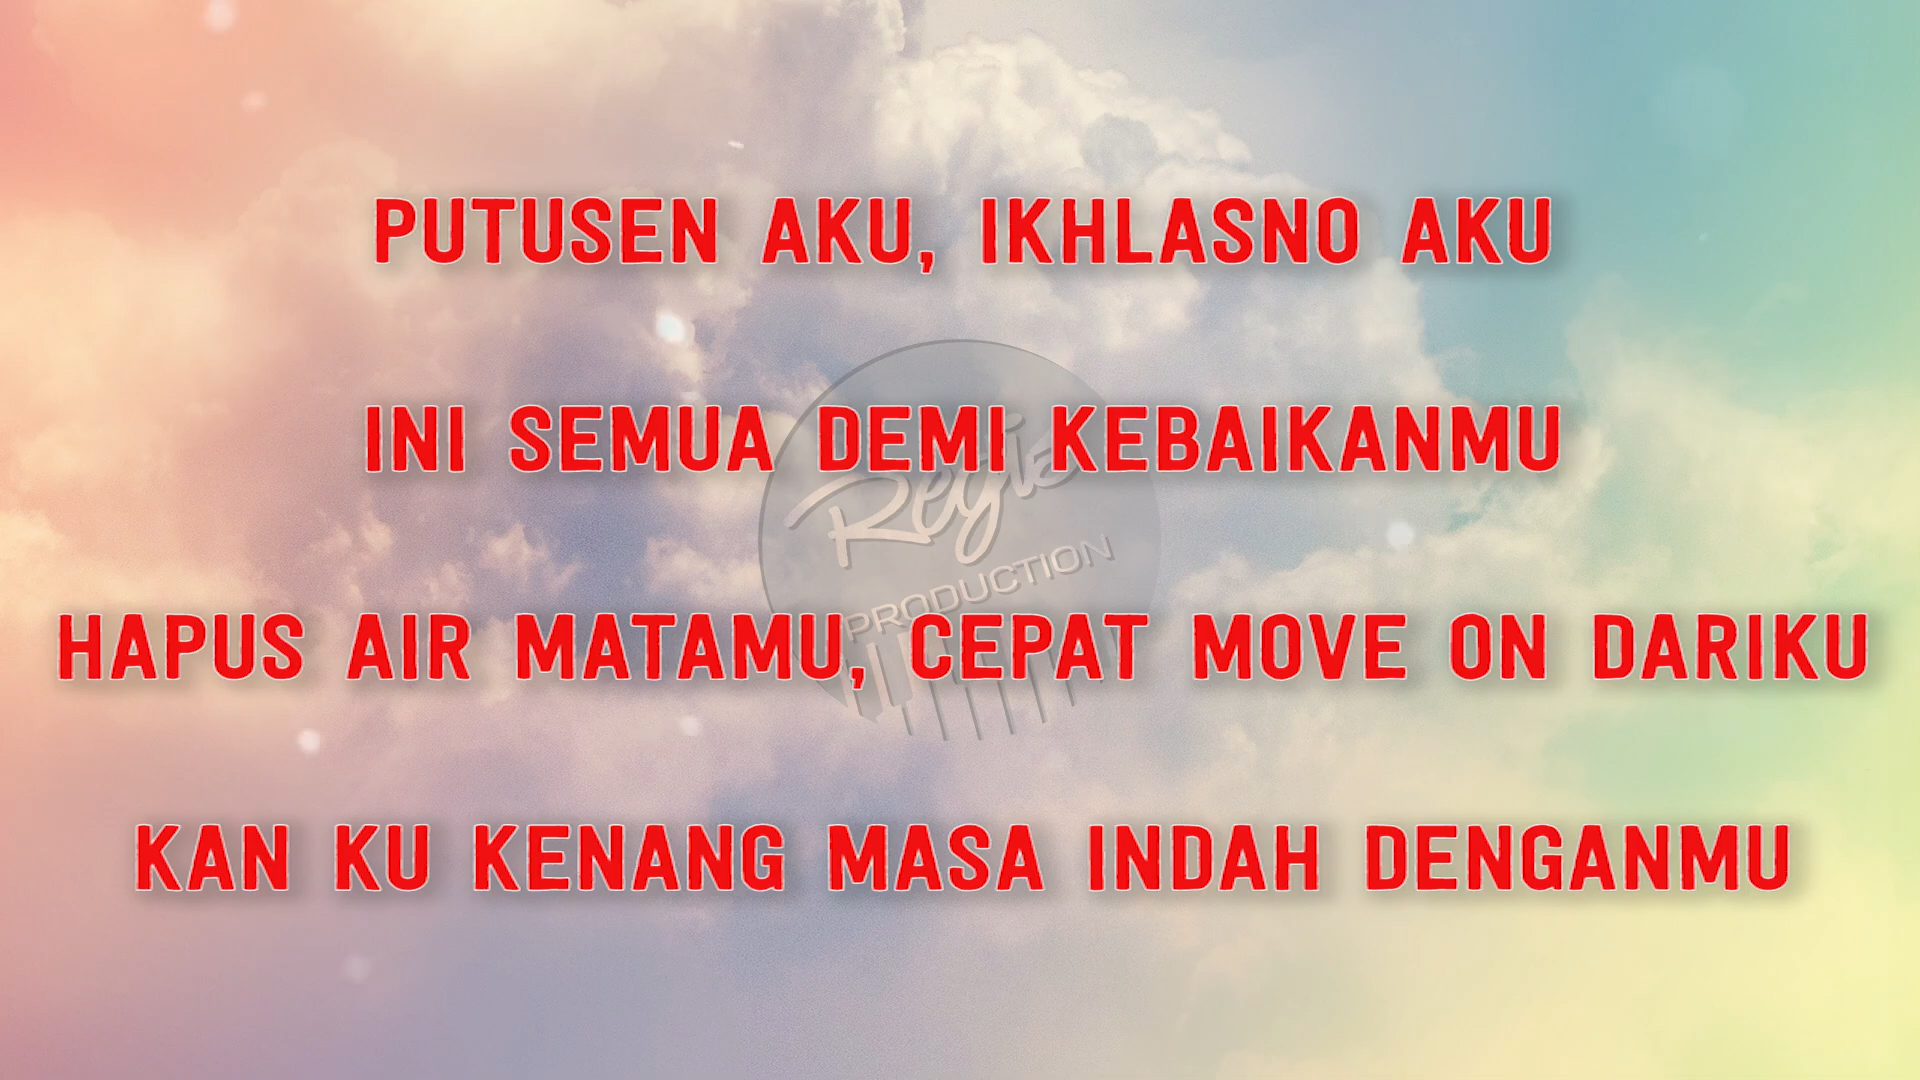 PUTUSEN AKU, IKHLASNO AKU
INI SEMUA DEMI KEBAIKANMU
Regia
PRODUCTION
HAPUS AIR MATAMU, CEPAT MOVE ON DARIKU
KAN KU KENANG MASA INDAH DENGANMU